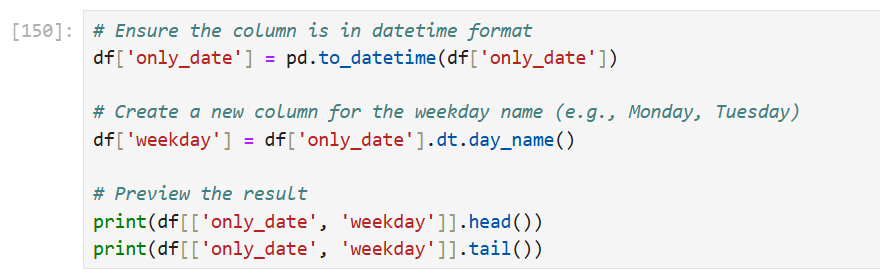 [150]: # Ensure the column is in datetime format
df['only_date'] = pd.to_datetime(df['only_date'])
# Create a new column for the weekday name (e.g., Monday, Tuesday)
df['weekday'] = df['only_date'].dt.day_name()
# Preview the result
print(df[['only_date', 'weekday']].head())
print(df[['only_date', 'weekday']].tail())